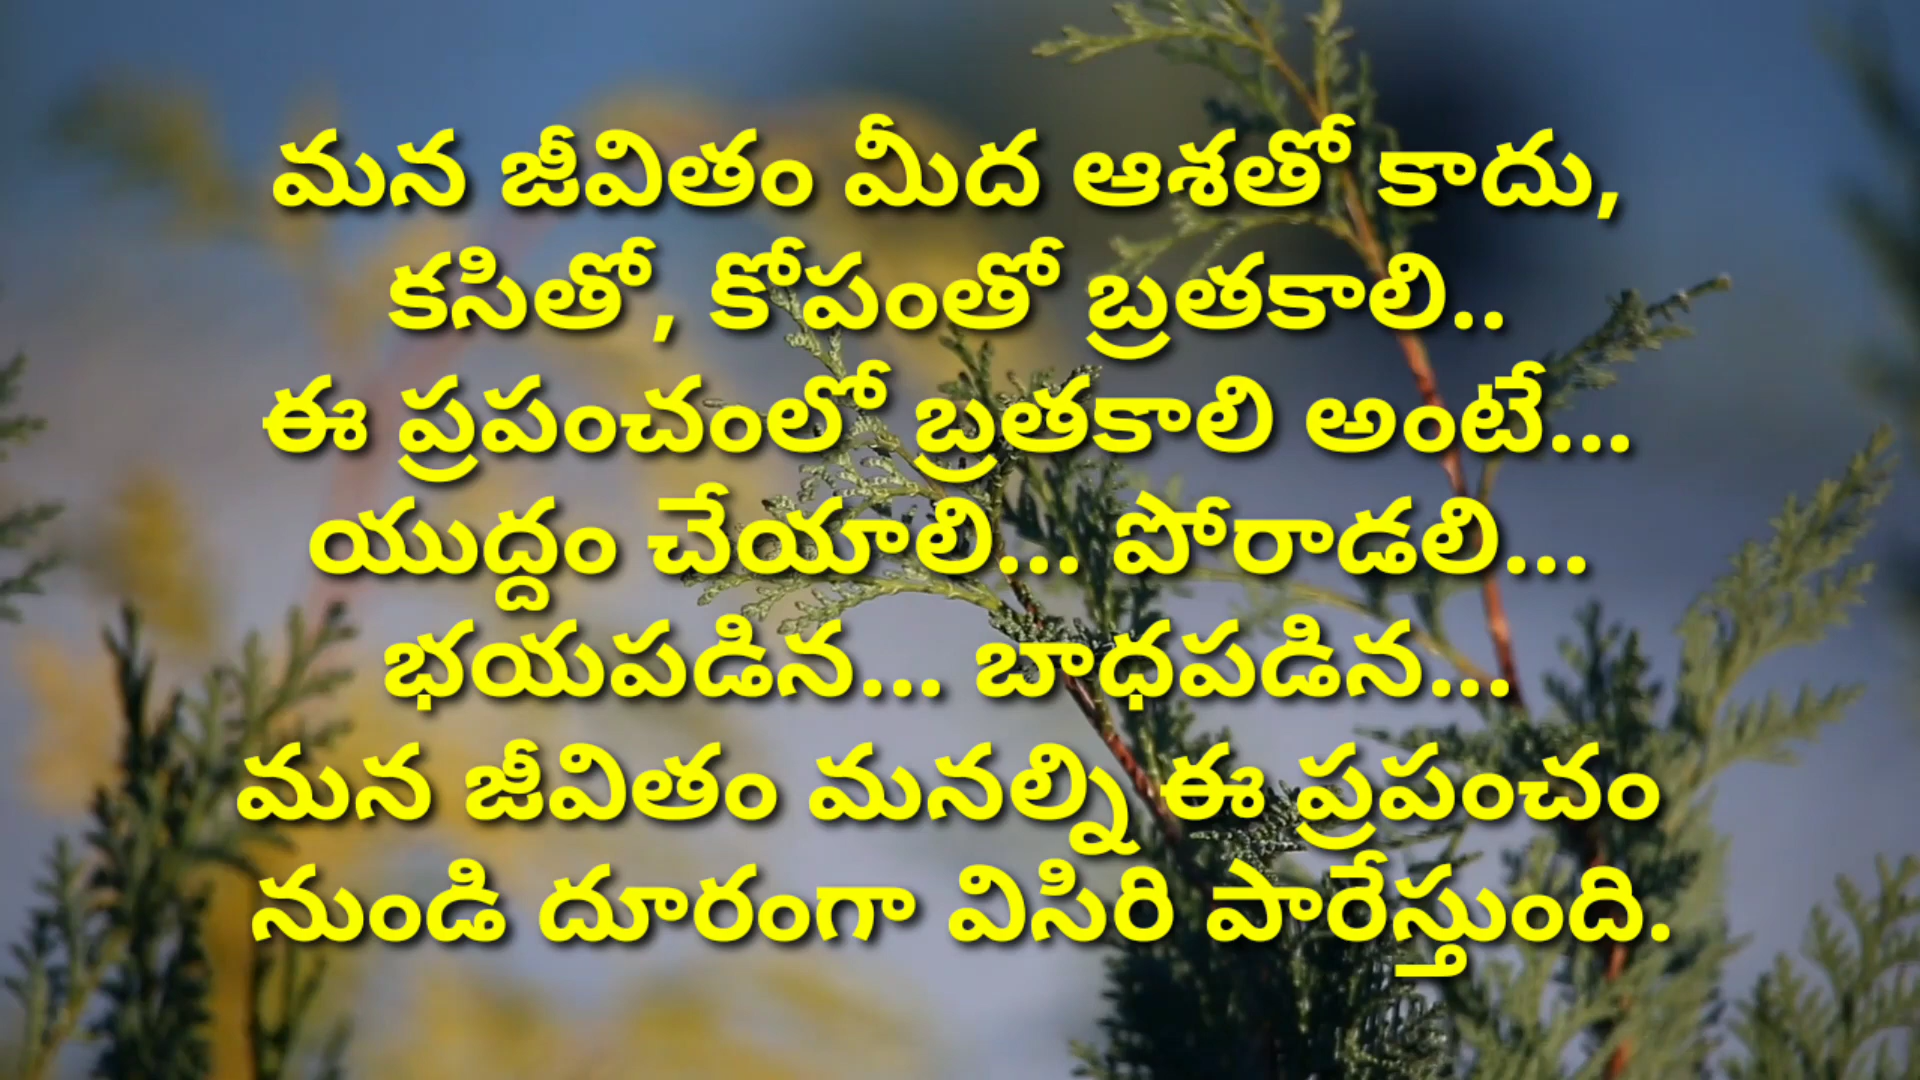 మన జీవితం మీద ఆశతో కాదు,
కసితో, కోపంతో బ్రతకాలి..
ఈ ప్రపంచంలో బ్రతకాలి అంటే...
యుద్దం చేయాలి... పోరాడలి...
భయపడిన... బాధపడిన...
మన జీవితం మనల్ని ఈ ప్రపంచం
నుండి దూరంగా విసిరి పారేస్తుంది.